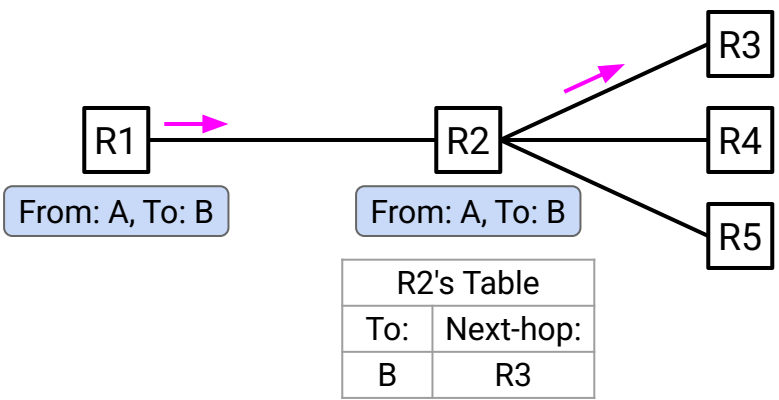 R3
R1
R2
R4
From: A, To: B
From: A, To: B
R5
R2's Table
To: Next-hop:
B R3